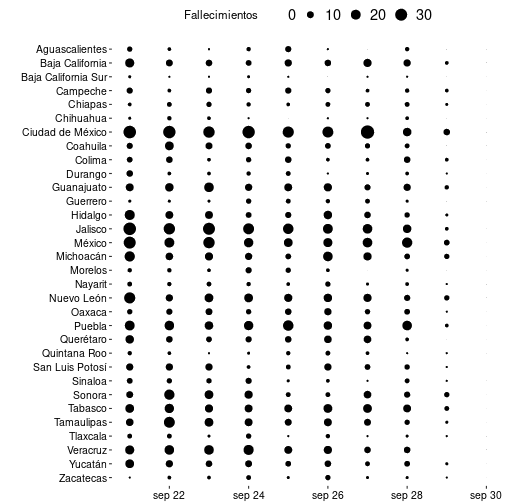 Fallecimientos 0 10 20 30
Aguascalientes
Baja California
Baja California Sur
Campeche
Chiapas
Chihuahua
Ciudad de México
Coahuila
Colima
Durango
Guanajuato
Guerrero
Hidalgo
Jalisco
México
Michoacán
Morelos
Nayarit
Nuevo León
Oaxaca
Puebla
Querétaro
Quintana Roo
San Luis Potosí
Sinaloa
Sonora
Tabasco
Tamaulipas
Tlaxcala
Veracruz
Yucatán
Zacatecas
sep 22 sep 24 sep 26 sep 28 sep 30